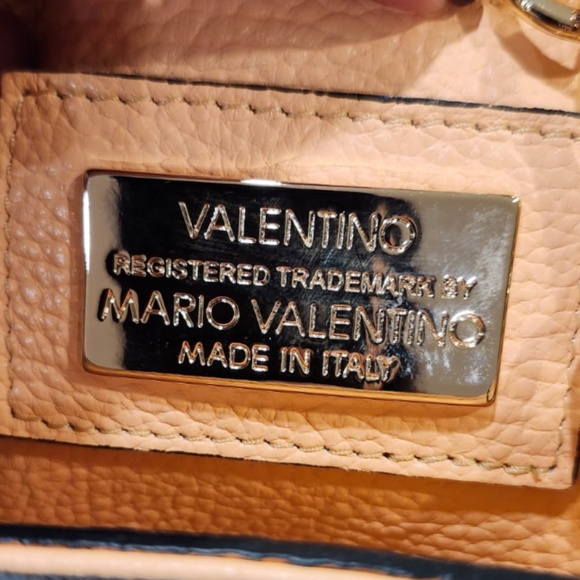 VALENTINO
REGISTERED TRADEMARK BY
MARIO VALENTINO
MADE IN ITALY